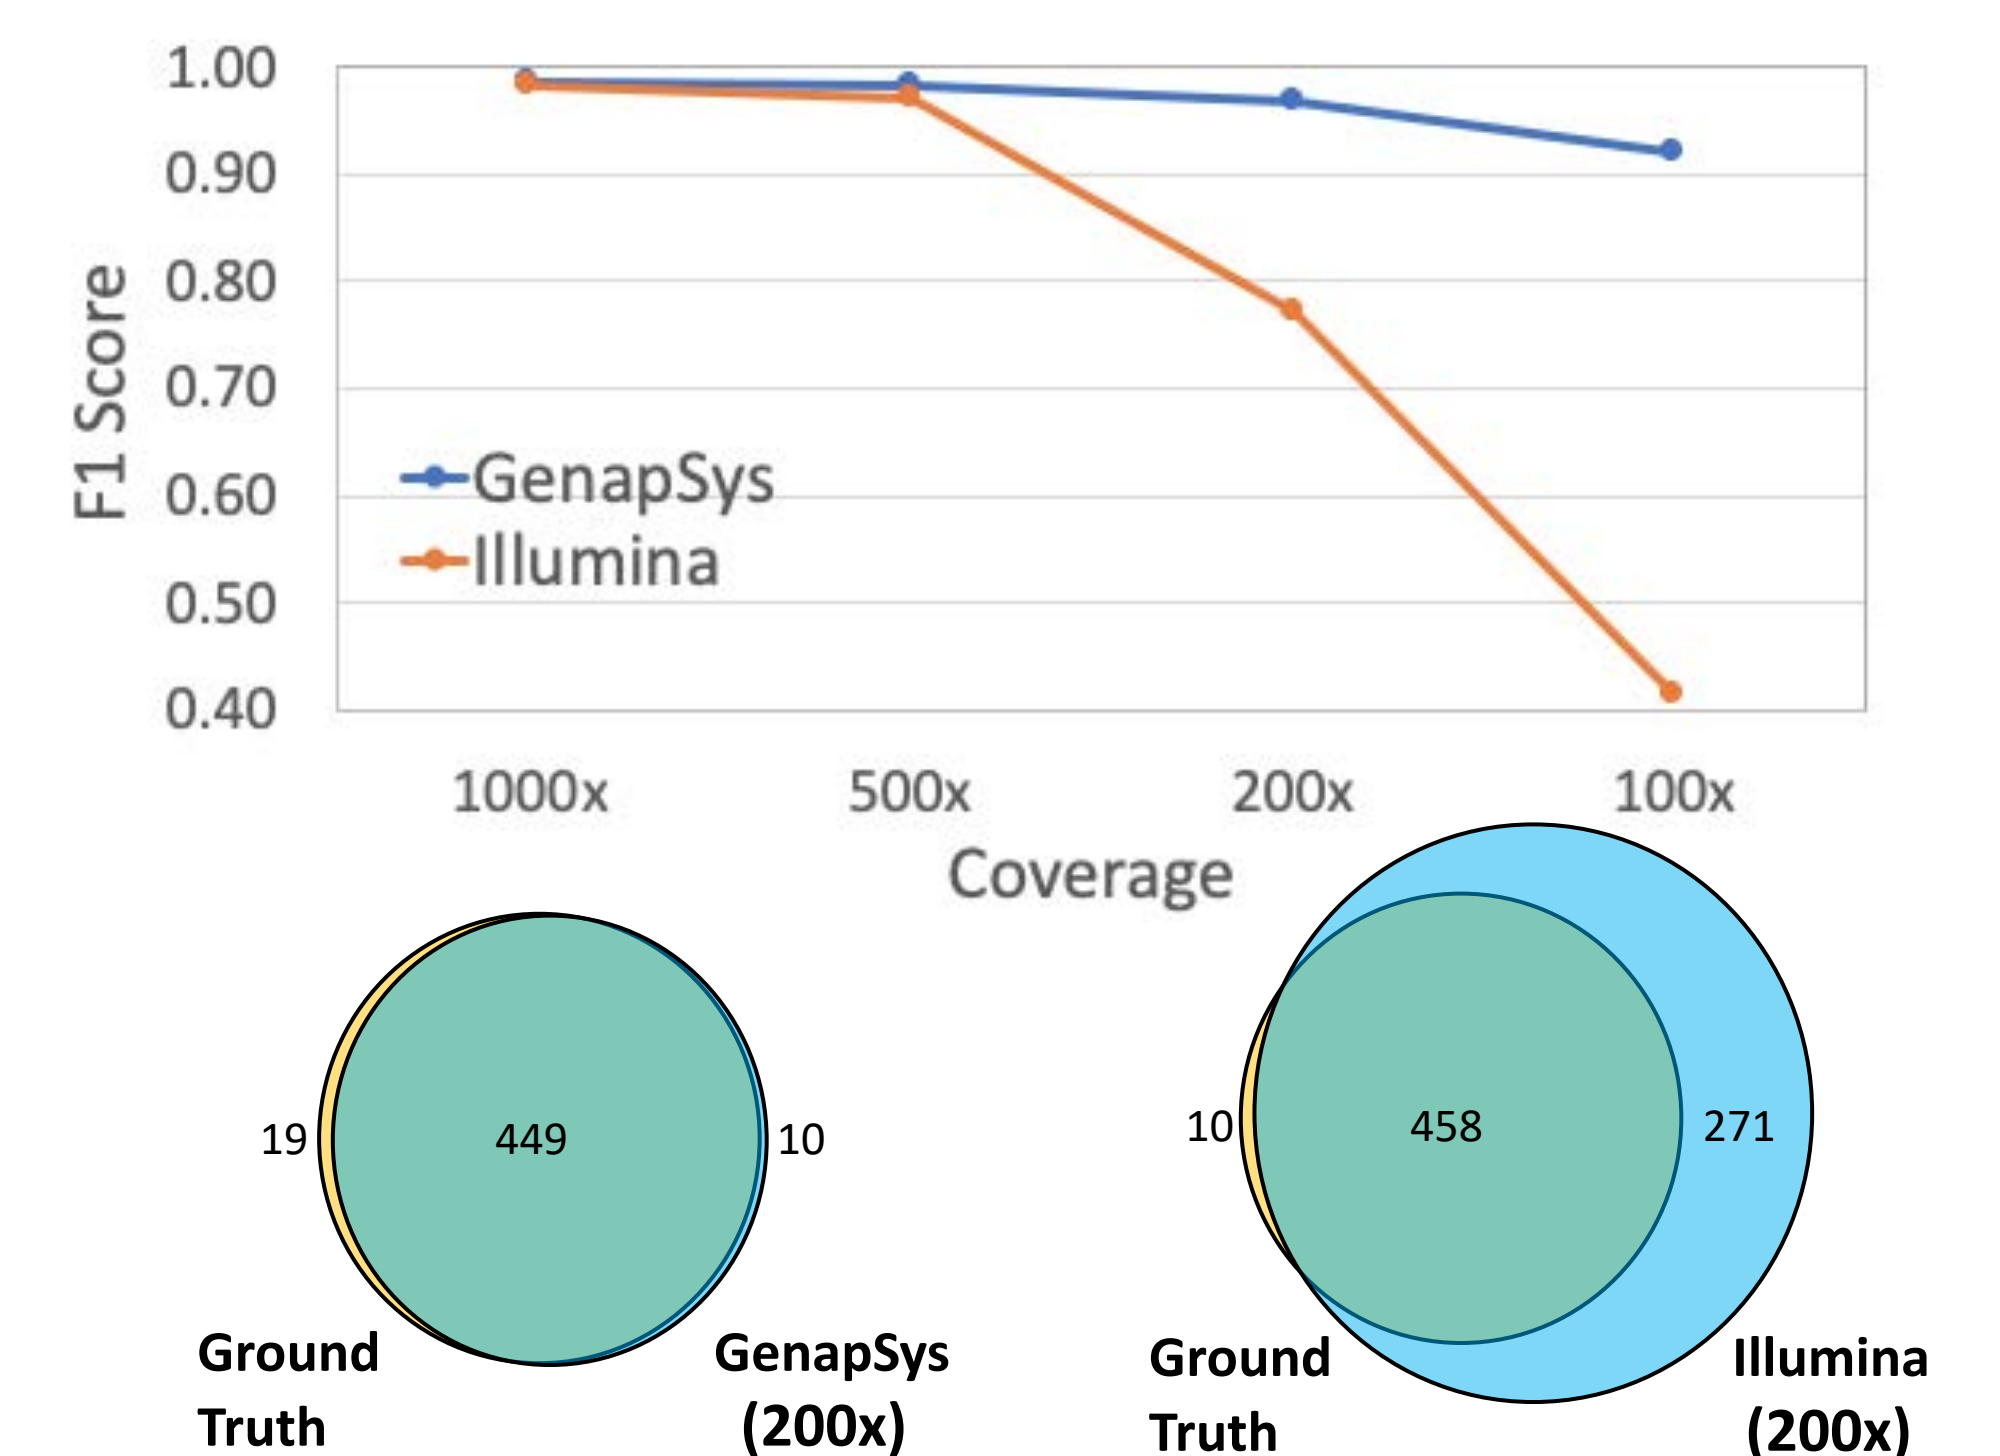 1.00
0.90
0.80
0.70
0.60
0.50
0.40
F1 Score
GenapSys
Illumina
1000x 500x 200x 100x
Coverage
19 449 10
Ground
Truth
GenapSys
(200x)
10 458 271
Ground
Truth
Illumina
(200x)